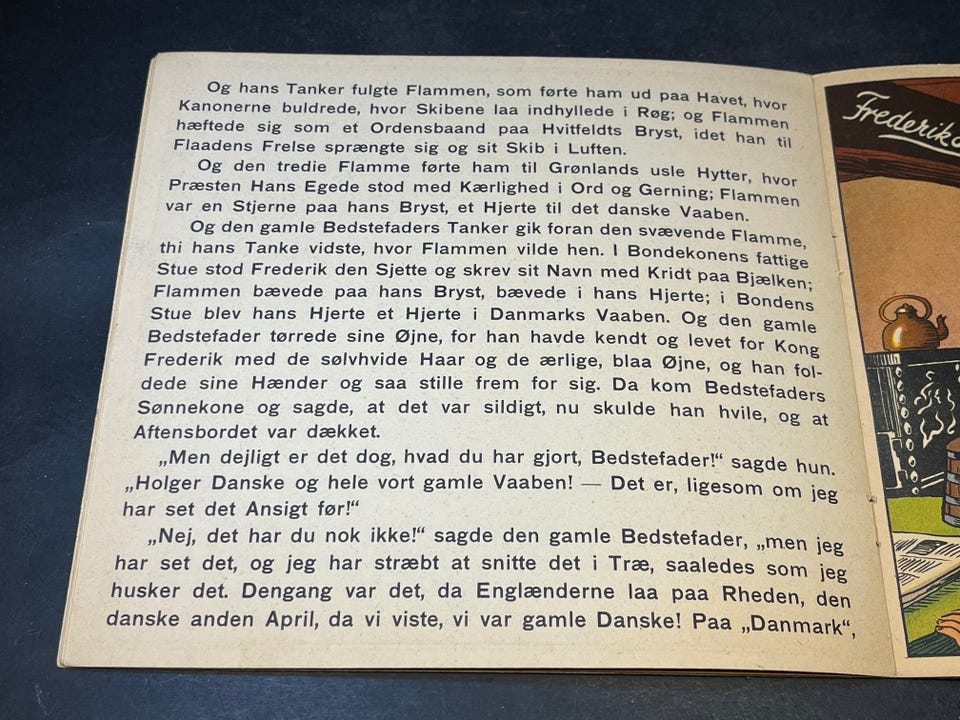 Og hans Tanker fulgte Flammen, som førte ham ud paa Havet, hvor
Kanonerne buldrede, hvor Skibene laa indhyllede i Røg; og Flammen
hæftede sig som et Ordensbaand paa Hvitfeldts Bryst, idet han til
Flaadens Frelse sprængte sig og sit Skib i Luften.
Og den tredie Flamme førte ham til Grønlands usle Hytter, hvor
Præsten Hans Egede stod med Kærlighed i Ord og Gerning; Flammen
var en Stjerne paa hans Bryst, et Hjerte til det danske Vaaben.
Og den gamle Bedstefaders Tanker gik foran den svævende Flamme,
thi hans Tanke vidste, hvor Flammen vilde hen. I Bondekonens fattige
Stue stod Frederik den Sjette og skrev sit Navn med Kridt paa Bjælken;
Flammen bævede paa hans Bryst, bævede i hans Hjerte; i Bondens
Stue blev hans Hjerte et Hjerte i Danmarks Vaaben. Og den gamle
Bedstefader tørrede sine Øjne, for han havde kendt og levet for Kong
Frederik med de sølvhvide Haar og de ærlige, blaa Øjne, og han fol-
dede sine Hænder og saa stille frem for sig. Da kom Bedstefaders
Sønnekone og sagde, at det var sildigt, nu skulde han hvile, og at
Aftensbordet var dækket.
„Men dejligt er det dog, hvad du har gjort, Bedstefader!“ sagde hun.
„Holger Danske og hele vort gamle Vaaben! — Det er, ligesom om jeg
har set det Ansigt før!“
„Nej, det har du nok ikke!“ sagde den gamle Bedstefader, „men jeg
har set det, og jeg har stræbt at snitte det i Træ, saaledes som jeg
husker det. Dengang var det, da Englænderne laa paa Rheden, den
danske anden April, da vi viste, vi var gamle Danske! Paa „Danmark“,
Frederik